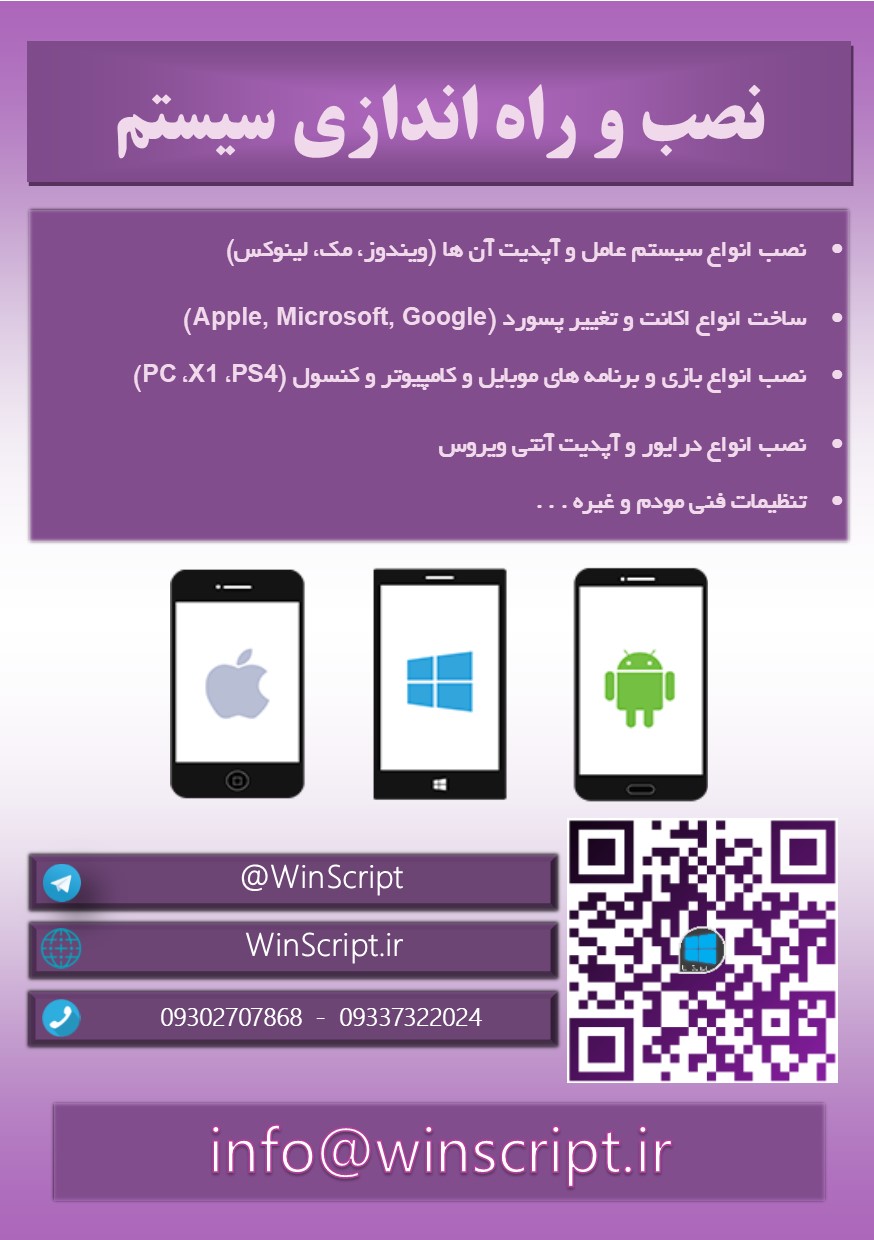 نصب و راه اندازی سیستم
• نصب انواع سیستم عامل و آپدیت آن ها (ویندوز، مک، لینوکس)
• ساخت انواع اکانت و تغییر پسورد (Apple, Microsoft, Google)
• نصب انواع بازی و برنامه های موبایل و کامپیوتر و کنسول (PC ،X1 ،PS4)
• نصب انواع درایور و آپدیت آنتی ویروس
• تنظیمات فنی مودم و غیره . . .
@WinScript
WinScript.ir
09302707868 - 09337322024
info@winscript.ir